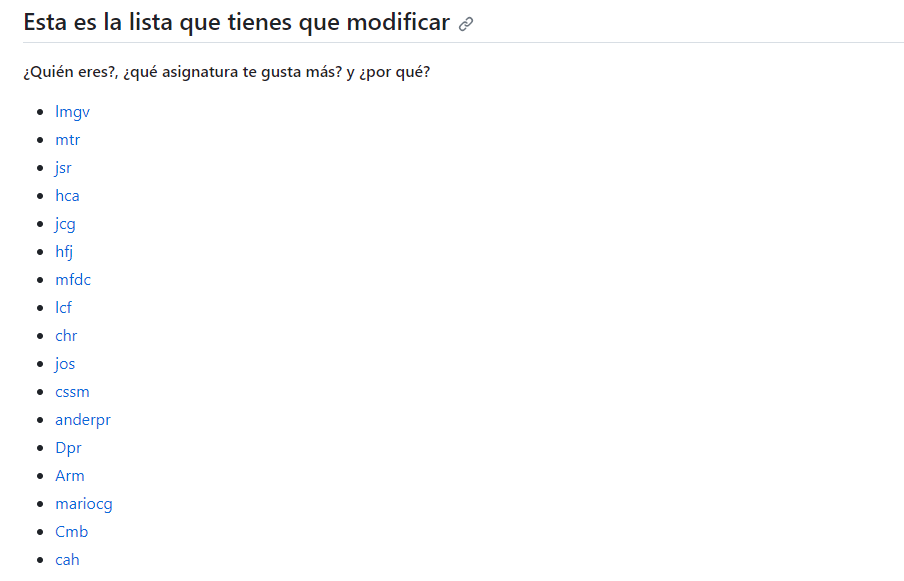 Esta es la lista que tienes que modificar
¿Quién eres?, ¿qué asignatura te gusta más? y ¿por qué?
lmgv
mtr
jsr
hca
jcg
hfj
mfdc
lcf
chr
jos
cssm
anderpr
Dpr
Arm
mariocg
Cmb
cah